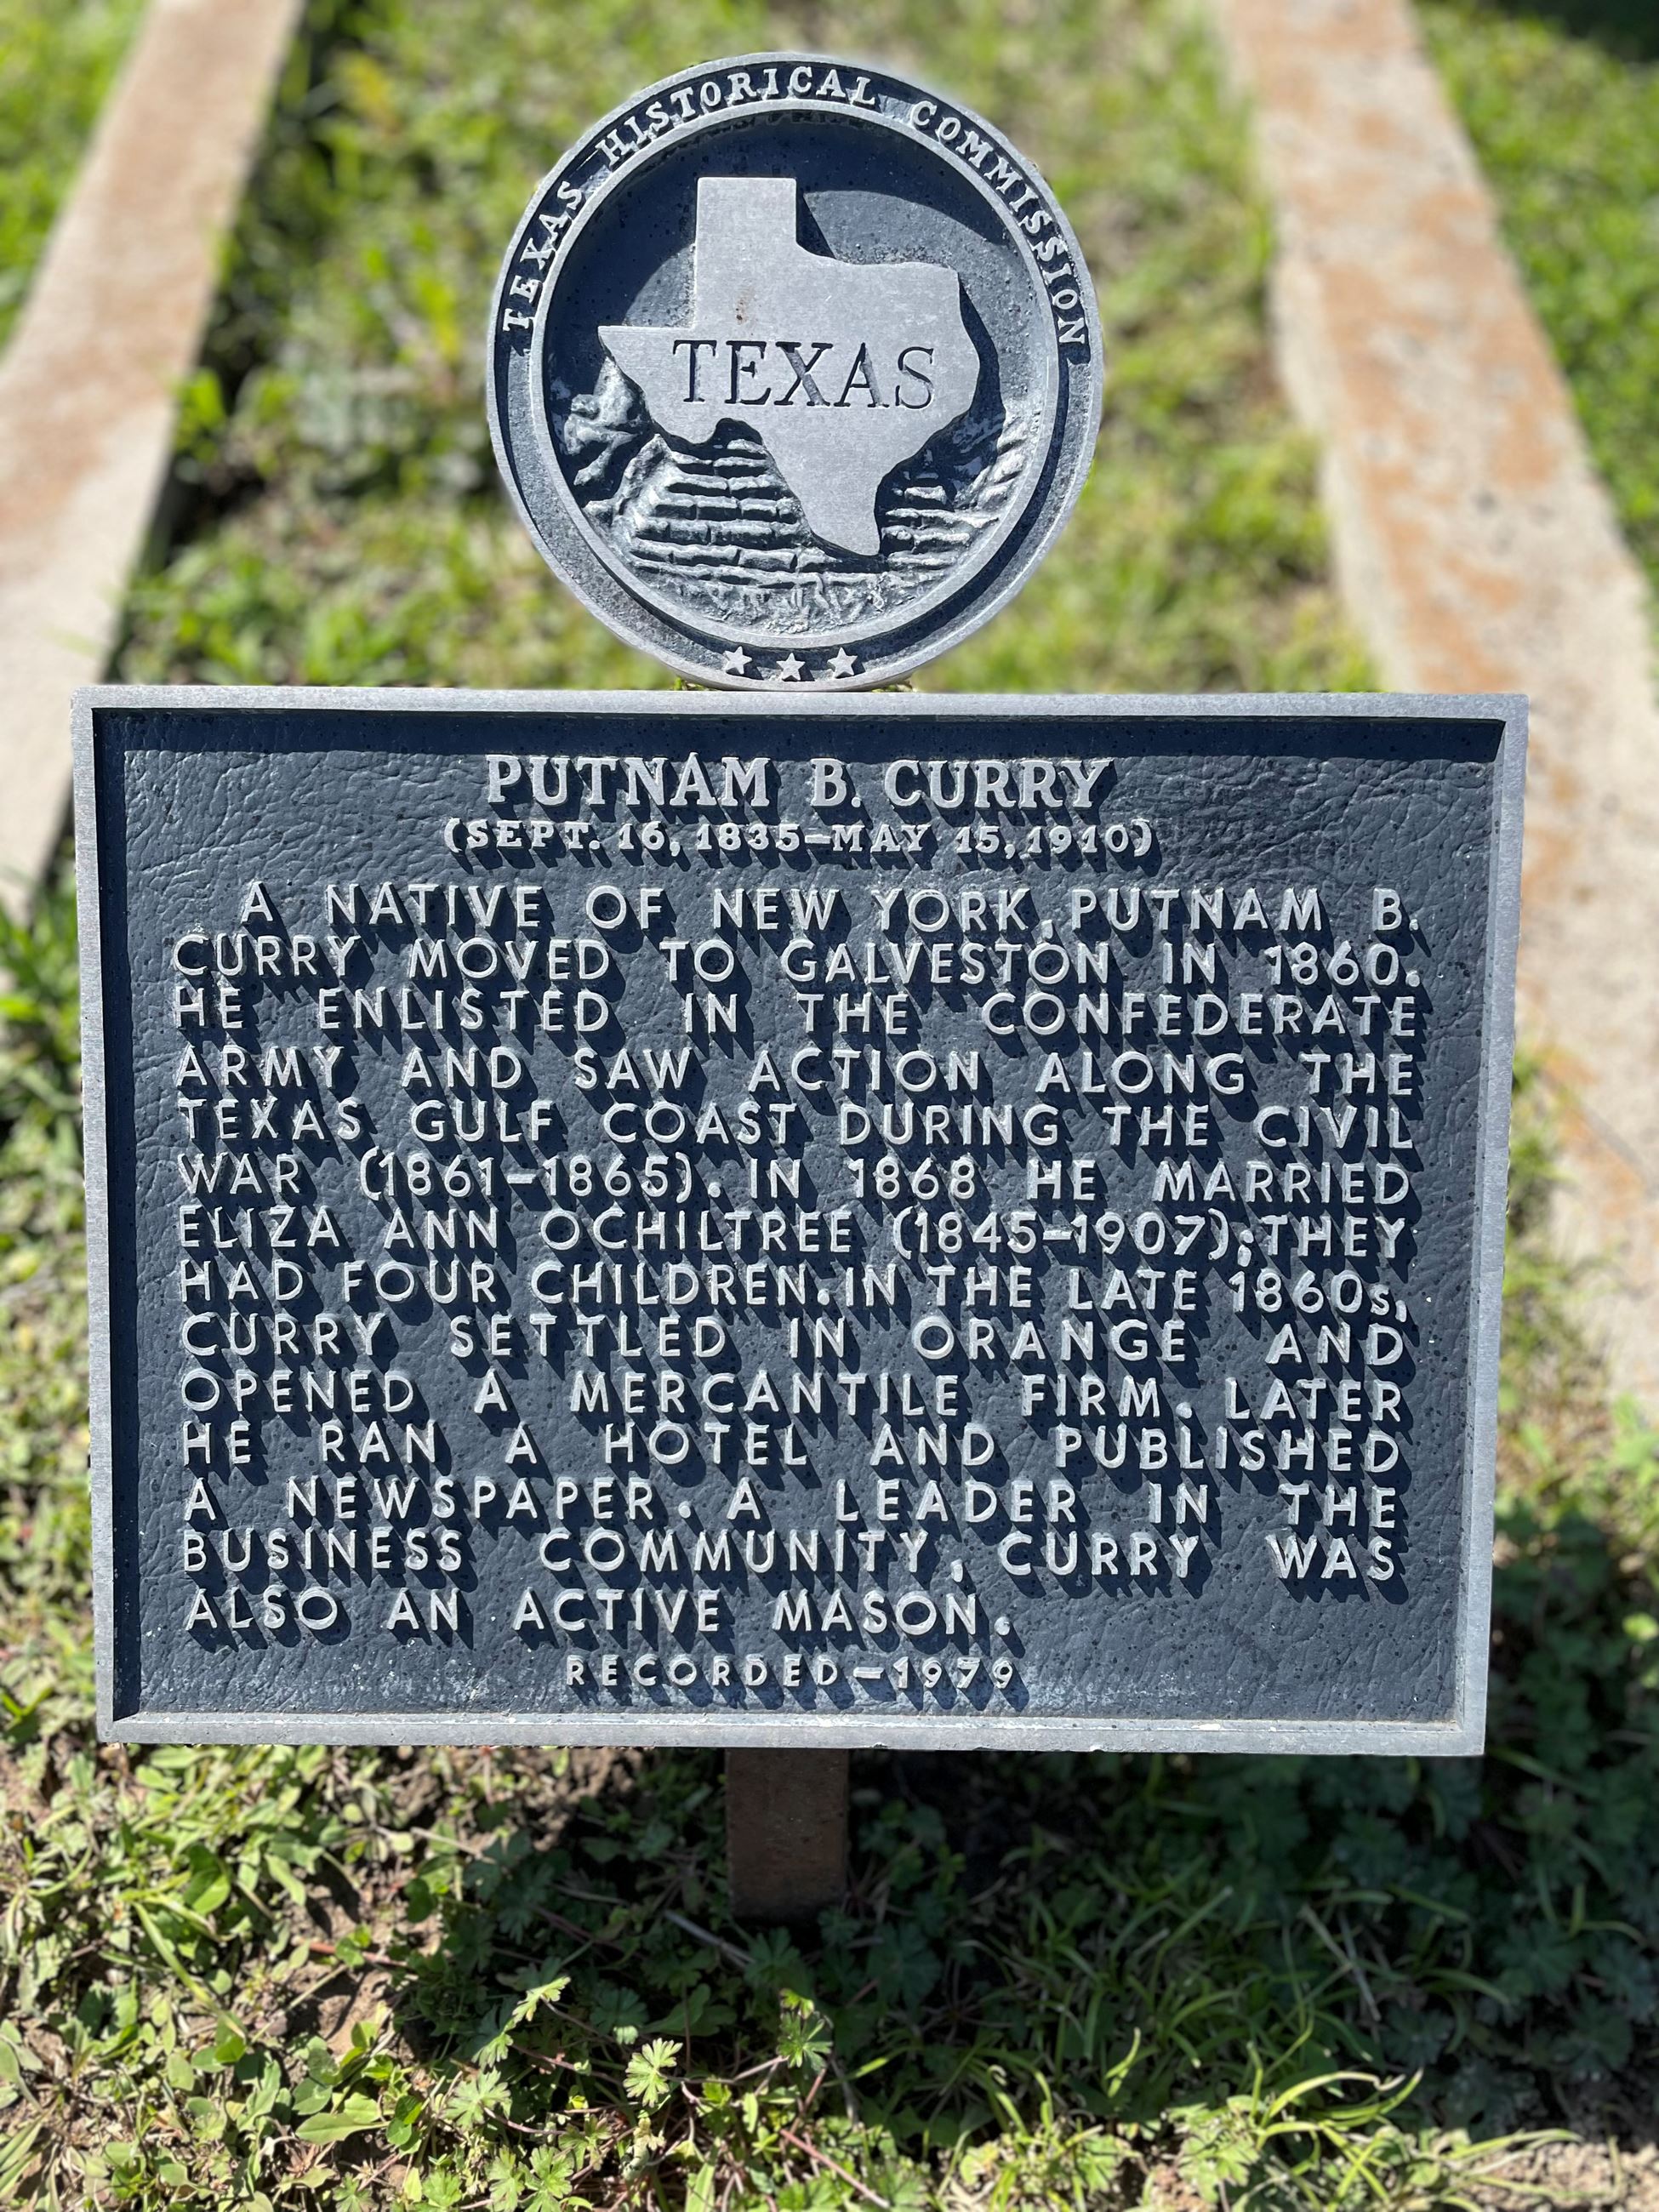 TEXAS HISTORICAL COMMISSION
TEXAS
PUTNAM B. CURRY
(SEPT. 16, 1835–MAY 15, 1910)
A NATIVE OF NEW YORK, PUTNAM B.
CURRY MOVED TO GALVESTON IN 1860.
HE ENLISTED IN THE CONFEDERATE
ARMY AND SAW ACTION ALONG THE
TEXAS GULF COAST DURING THE CIVIL
WAR (1861–1865). IN 1868 HE MARRIED
ELIZA ANN OCHILTREE (1845–1907); THEY
HAD FOUR CHILDREN. IN THE LATE 1860s,
CURRY SETTLED IN ORANGE AND
OPENED A MERCANTILE FIRM. LATER
HE RAN A HOTEL AND PUBLISHED
A NEWSPAPER. A LEADER IN THE
BUSINESS COMMUNITY, CURRY WAS
ALSO AN ACTIVE MASON.
RECORDED–1979